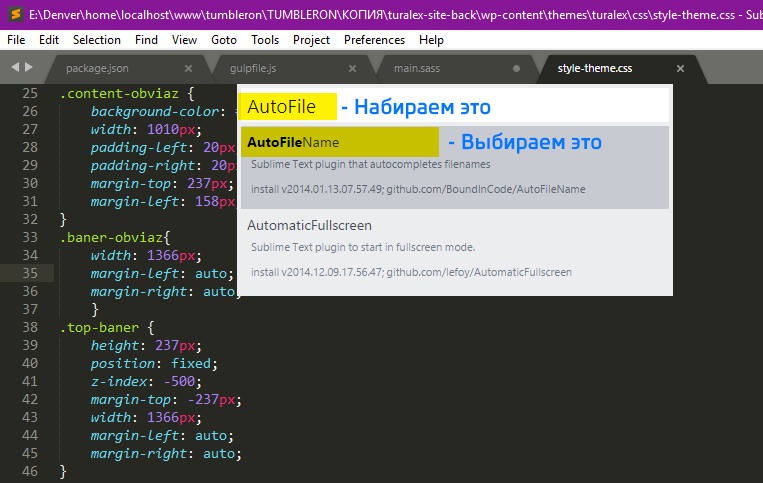 E:\Denver\home\localhost\www\tumbleron\TUMBLERON\КОПИЯ\turalex-site-back\wp-content\themes\turalex\css\style-theme.css - Sub
File Edit Selection Find View Goto Tools Project Preferences Help
package.json gulpfile.js main.sass style-theme.css
AutoFile - Набираем это
AutoFileName - Выбираем это
Sublime Text plugin that autocompletes filenames
install v2014.01.13.07.57.49; github.com/BoundInCode/AutoFileName
AutomaticFullscreen
Sublime Text plugin to start in fullscreen mode.
install v2014.12.09.17.56.47; github.com/lefoy/AutomaticFullscreen
25 .content-obviaz {
26 background-color: #
27 width: 1010px;
28 padding-left: 20px
29 padding-right: 20p
30 margin-top: 237px;
31 margin-left: 158px
32 }
33 .baner-obviaz{
34 width: 1366px;
35 margin-left: auto;
36 margin-right: auto;
37 }
38 .top-baner {
39 height: 237px;
40 position: fixed;
41 z-index: -500;
42 margin-top: -237px;
43 width: 1366px;
44 margin-left: auto;
45 margin-right: auto;
46 }